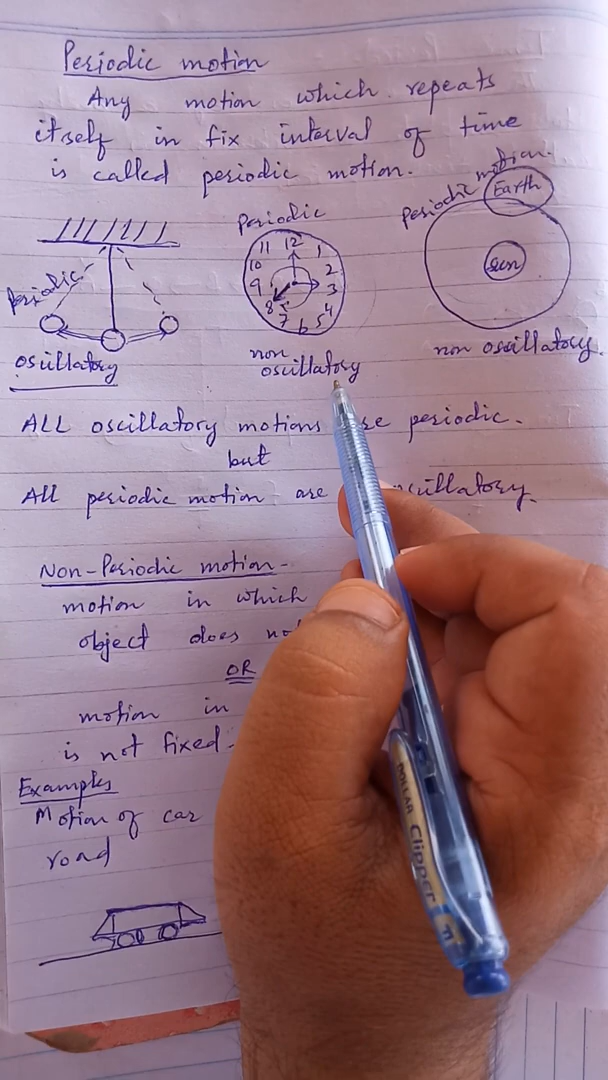 Periodic motion
Any motion which repeats
itself in fix interval of time
is called periodic motion.
Periodic
Periodic
Periodic motion.
Earth
11 12 1
10 2
9 3
8 4
7 6 5
sun
oscillatory
non
oscillatory
non oscillatory.
ALL oscillatory motions are periodic.
but
All periodic motion are oscillatory.
Non-Periodic motion-
motion in which
object does not
OR
motion in
is not fixed.
Examples
Motion of car
road
DOLLAR Clipper